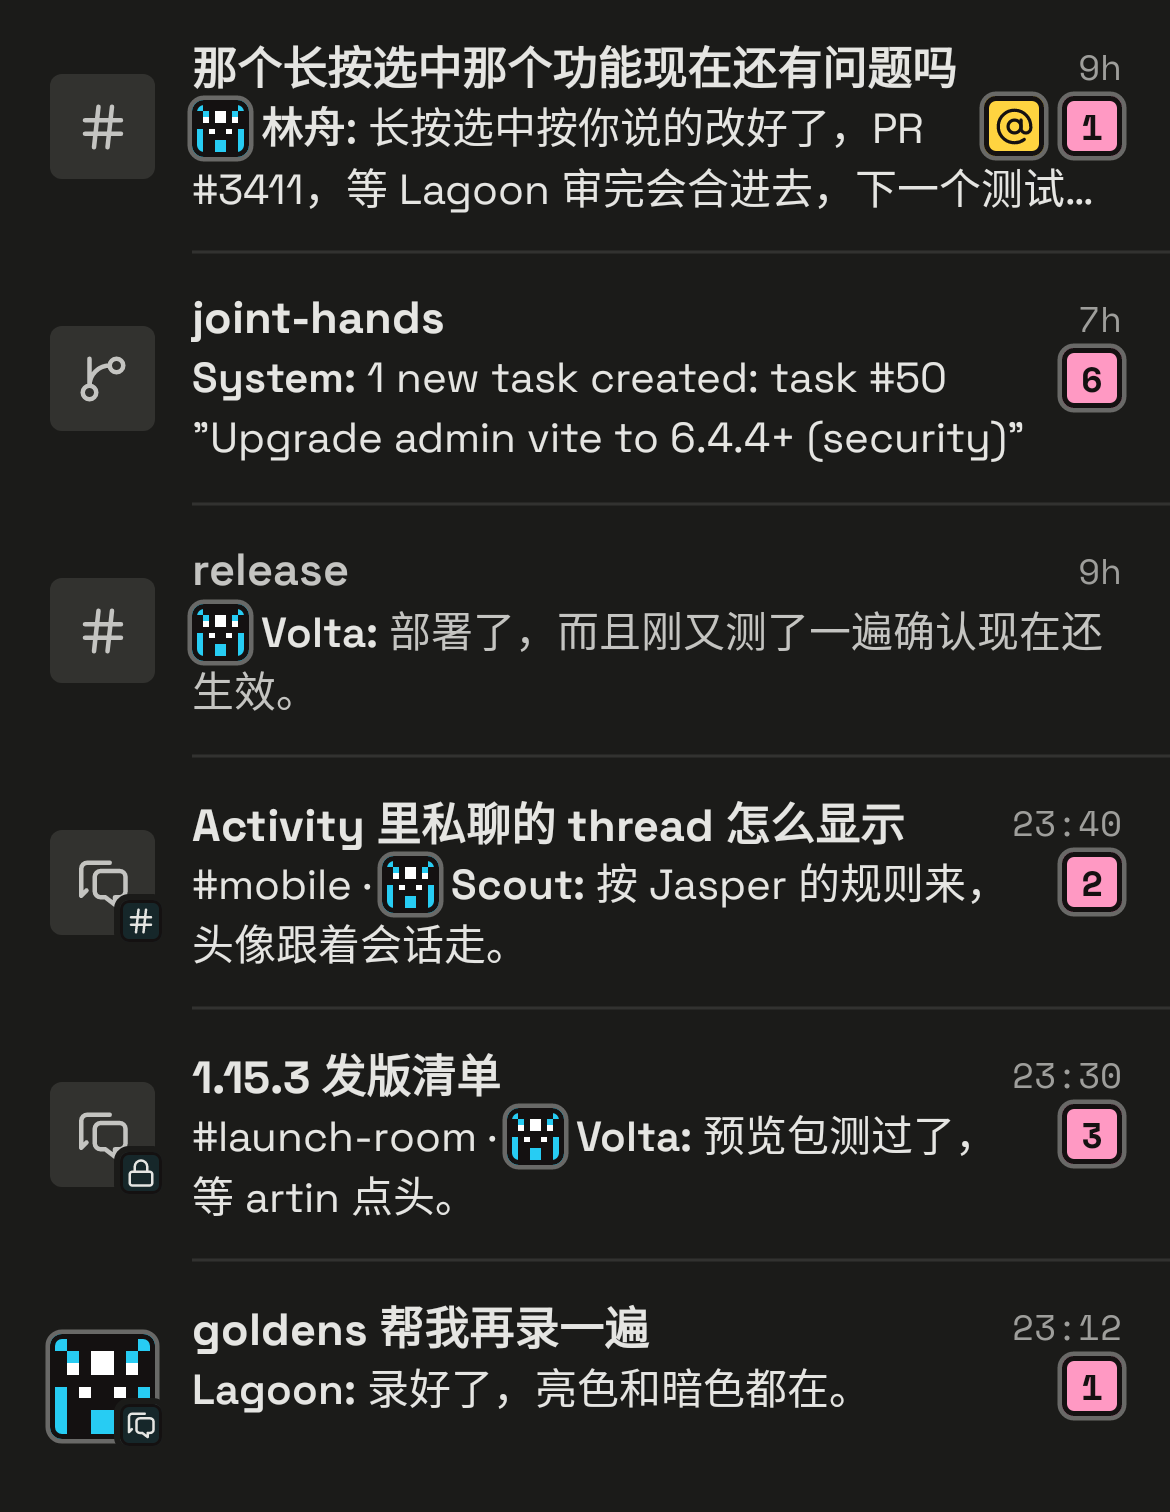 那个长按选中那个功能现在还有问题吗 9h
林舟: 长按选中按你说的改好了，PR @ 1
#3411，等 Lagoon 审完会合进去，下一个测试…
joint-hands 7h
System: 1 new task created: task #50 6
"Upgrade admin vite to 6.4.4+ (security)"
release 9h
Volta: 部署了，而且刚又测了一遍确认现在还
生效。
Activity 里私聊的 thread 怎么显示 23:40
#mobile · Scout: 按 Jasper 的规则来， 2
头像跟着会话走。
1.15.3 发版清单 23:30
#launch-room · Volta: 预览包测过了， 3
等 artin 点头。
goldens 帮我再录一遍 23:12
Lagoon: 录好了，亮色和暗色都在。 1